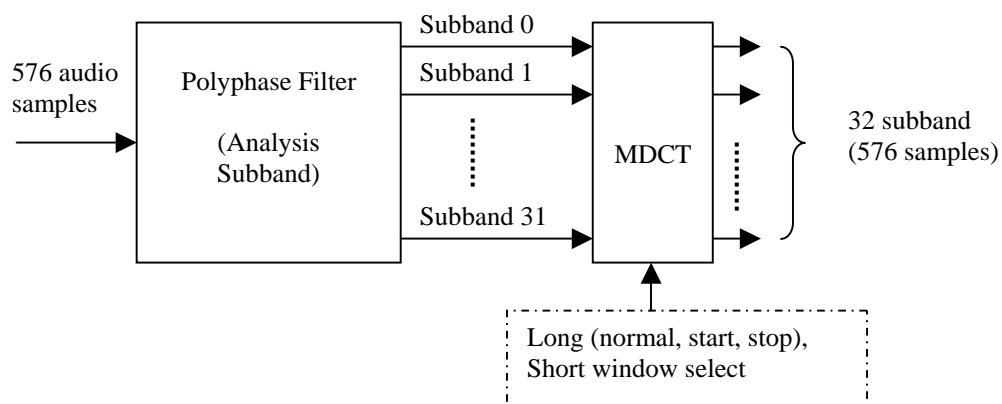 576 audio
samples
Polyphase Filter
(Analysis
Subband)
Subband 0
Subband 1
Subband 31
MDCT
32 subband
(576 samples)
Long (normal, start, stop),
Short window select